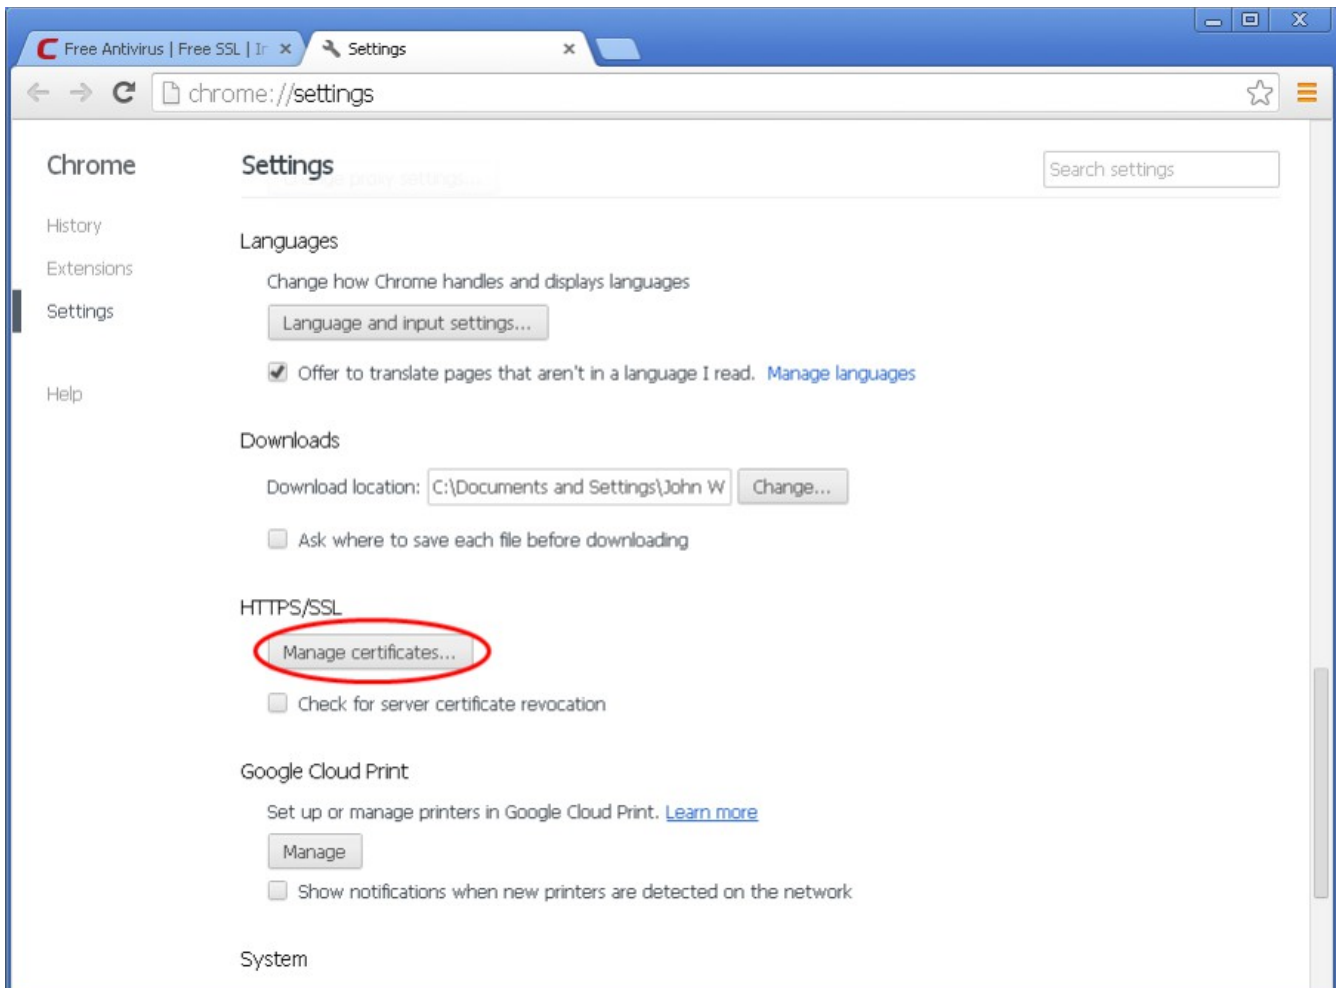 Free Antivirus | Free SSL | Ir
Settings
chrome://settings
Chrome
Settings
Search settings
Change proxy settings...
History
Extensions
Settings
Help
Languages
Change how Chrome handles and displays languages
Language and input settings...
Offer to translate pages that aren't in a language I read. Manage languages
Downloads
Download location: C:\Documents and Settings\John W Change...
Ask where to save each file before downloading
HTTPS/SSL
Manage certificates...
Check for server certificate revocation
Google Cloud Print
Set up or manage printers in Google Cloud Print. Learn more
Manage
Show notifications when new printers are detected on the network
System